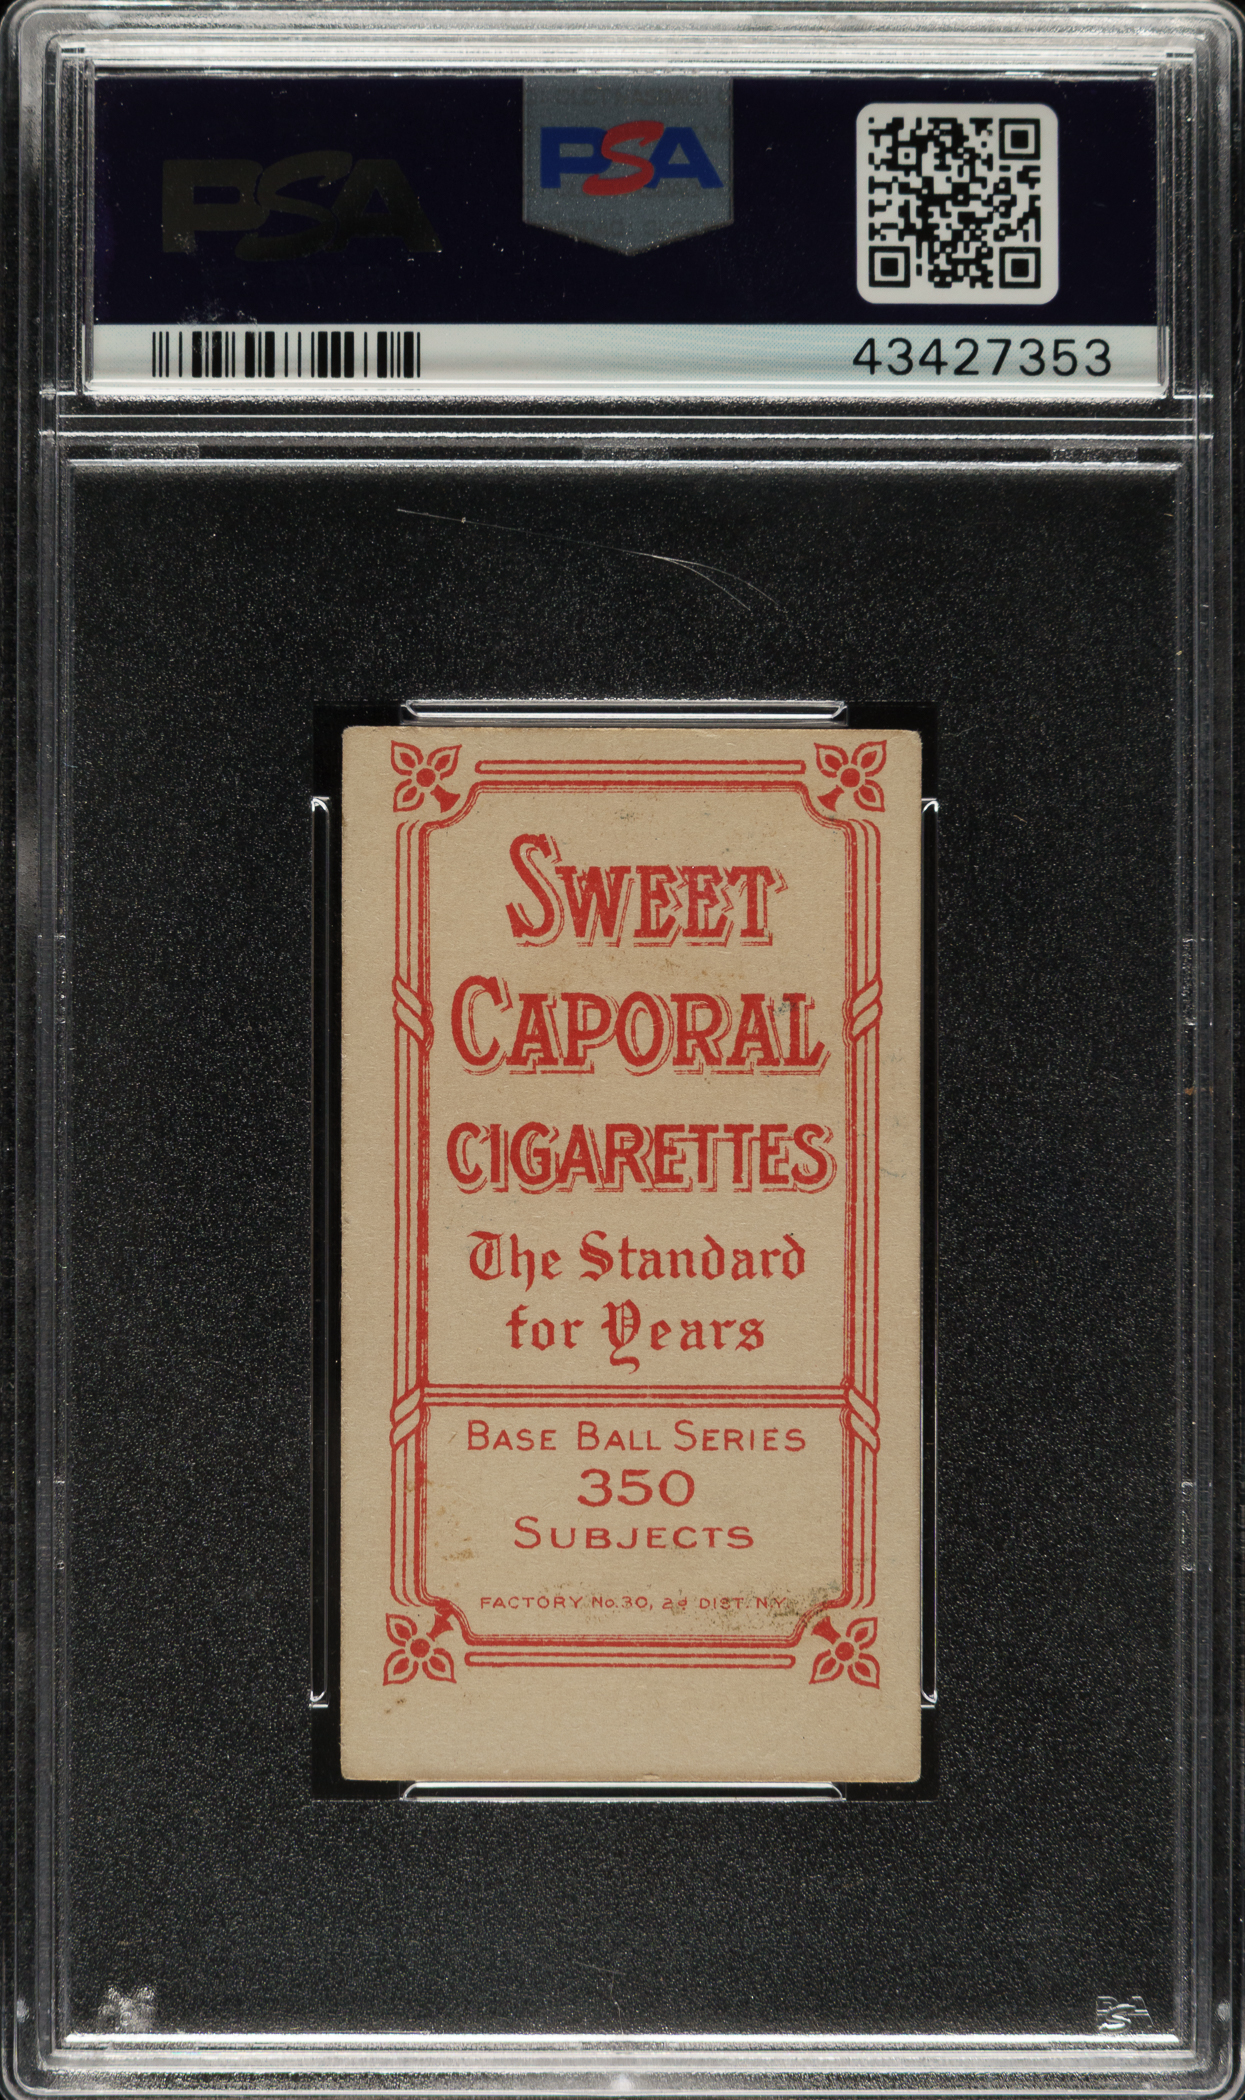 PSA
PSA
43427353
SWEET
CAPORAL
CIGARETTES
The Standard
for Years
BASE BALL SERIES
350
SUBJECTS
FACTORY No. 30, 2d DIST. N.Y.
PSA